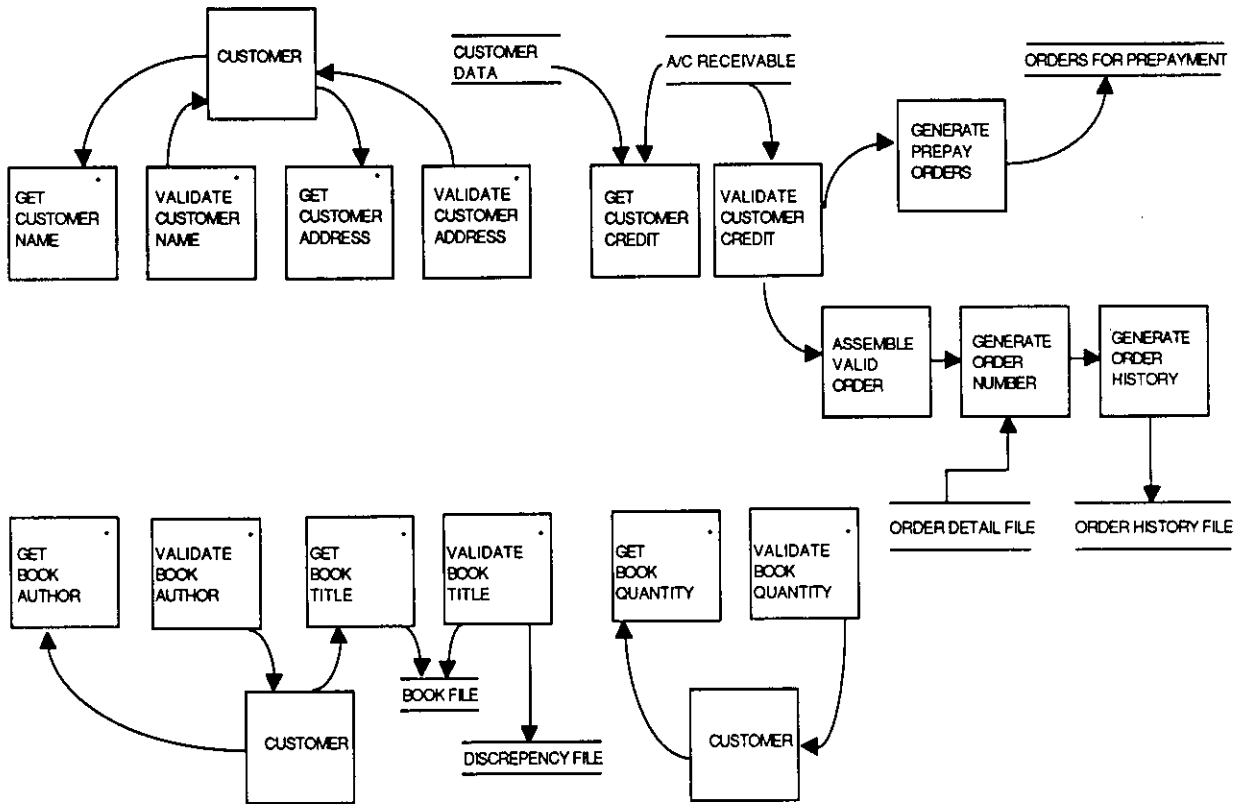 CUSTOMER
CUSTOMER
DATA
A/C RECEIVABLE
ORDERS FOR PREPAYMENT
GENERATE
PREPAY
ORDERS
GET
CUSTOMER
NAME
VALIDATE
CUSTOMER
NAME
GET
CUSTOMER
ADDRESS
VALIDATE
CUSTOMER
ADDRESS
GET
CUSTOMER
CREDIT
VALIDATE
CUSTOMER
CREDIT
ASSEMBLE
VALID
ORDER
GENERATE
ORDER
NUMBER
GENERATE
ORDER
HISTORY
ORDER DETAIL FILE
ORDER HISTORY FILE
GET
BOOK
AUTHOR
VALIDATE
BOOK
AUTHOR
GET
BOOK
TITLE
VALIDATE
BOOK
TITLE
GET
BOOK
QUANTITY
VALIDATE
BOOK
QUANTITY
BOOK FILE
CUSTOMER
DISCREPENCY FILE
CUSTOMER